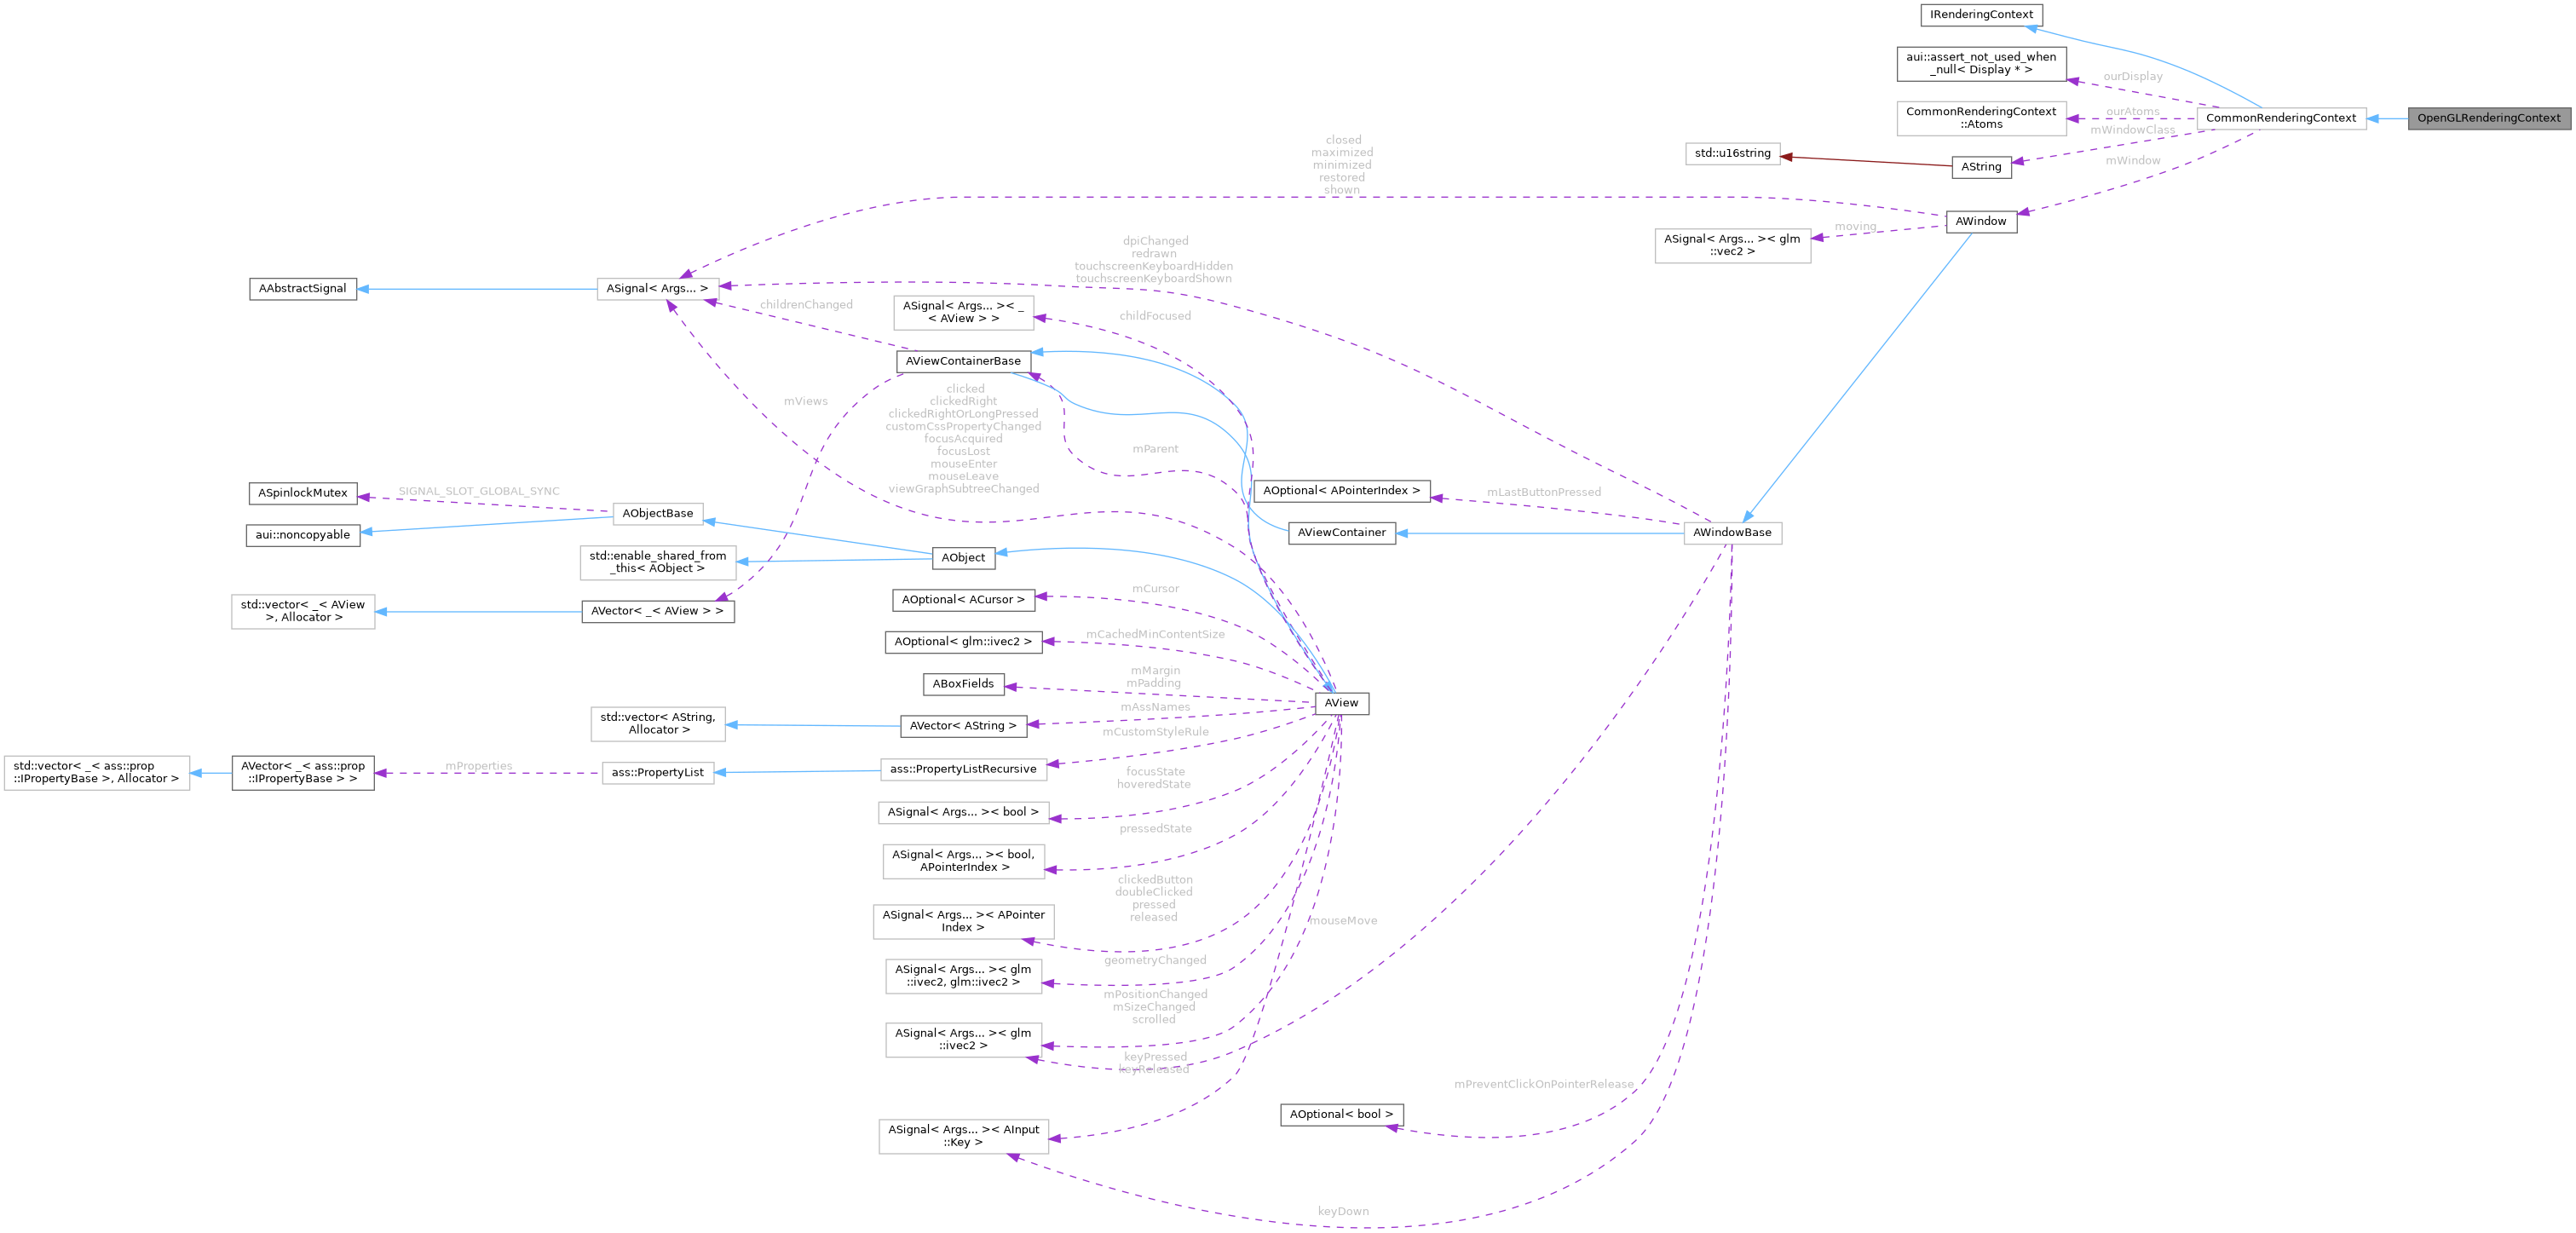 IRenderingContext
aui::assert_not_used_when
_null< Display * >
ourDisplay
CommonRenderingContext
::Atoms
ourAtoms
CommonRenderingContext
OpenGLRenderingContext
mWindowClass
std::u16string
AString
mWindow
closed
maximized
minimized
restored
shown
AWindow
moving
ASignal< Args... >< glm
::vec2 >
dpiChanged
redrawn
touchscreenKeyboardHidden
touchscreenKeyboardShown
AAbstractSignal
ASignal< Args... >
childrenChanged
ASignal< Args... >< _
< AView > >
childFocused
AViewContainerBase
mViews
clicked
clickedRight
clickedRightOrLongPressed
customCssPropertyChanged
focusAcquired
focusLost
mouseEnter
mouseLeave
viewGraphSubtreeChanged
mParent
ASpinlockMutex
SIGNAL_SLOT_GLOBAL_SYNC
AObjectBase
AOptional< APointerIndex >
mLastButtonPressed
aui::noncopyable
AViewContainer
AWindowBase
std::enable_shared_from
_this< AObject >
AObject
std::vector< _< AView
>, Allocator >
AVector< _< AView > >
AOptional< ACursor >
mCursor
AOptional< glm::ivec2 >
mCachedMinContentSize
ABoxFields
mMargin
mPadding
AView
std::vector< AString,
Allocator >
AVector< AString >
mAssNames
mCustomStyleRule
std::vector< _< ass::prop
::IPropertyBase >, Allocator >
AVector< _< ass::prop
::IPropertyBase > >
mProperties
ass::PropertyList
ass::PropertyListRecursive
focusState
hoveredState
ASignal< Args... >< bool >
pressedState
ASignal< Args... >< bool,
APointerIndex >
clickedButton
doubleClicked
pressed
released
ASignal< Args... >< APointer
Index >
mouseMove
geometryChanged
ASignal< Args... >< glm
::ivec2, glm::ivec2 >
mPositionChanged
mSizeChanged
scrolled
ASignal< Args... >< glm
::ivec2 >
keyPressed
keyReleased
mPreventClickOnPointerRelease
AOptional< bool >
ASignal< Args... >< AInput
::Key >
keyDown